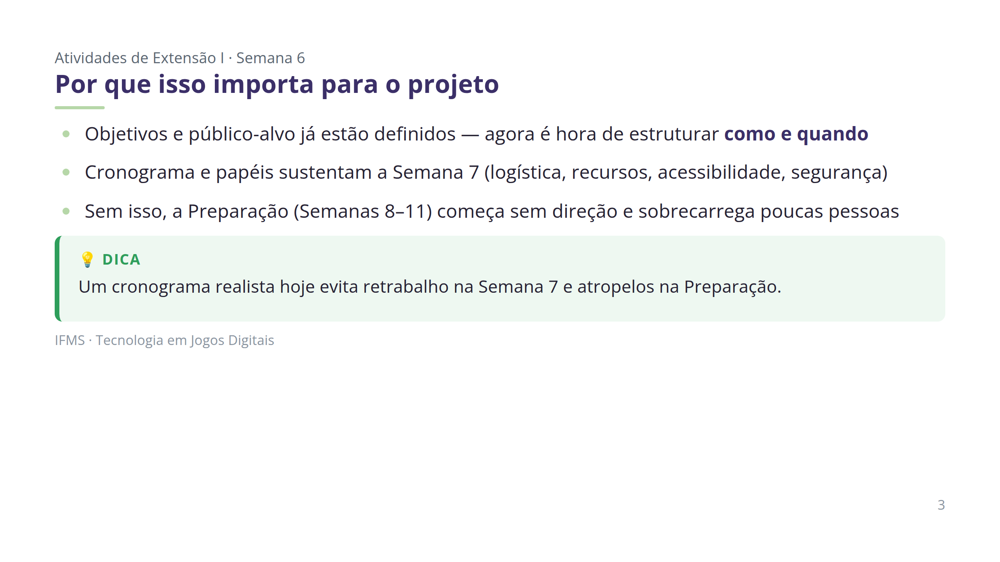 Atividades de Extensão I · Semana 6
Por que isso importa para o projeto
Objetivos e público-alvo já estão definidos — agora é hora de estruturar como e quando
Cronograma e papéis sustentam a Semana 7 (logística, recursos, acessibilidade, segurança)
Sem isso, a Preparação (Semanas 8–11) começa sem direção e sobrecarrega poucas pessoas
💡 DICA
Um cronograma realista hoje evita retrabalho na Semana 7 e atropelos na Preparação.
IFMS · Tecnologia em Jogos Digitais
3